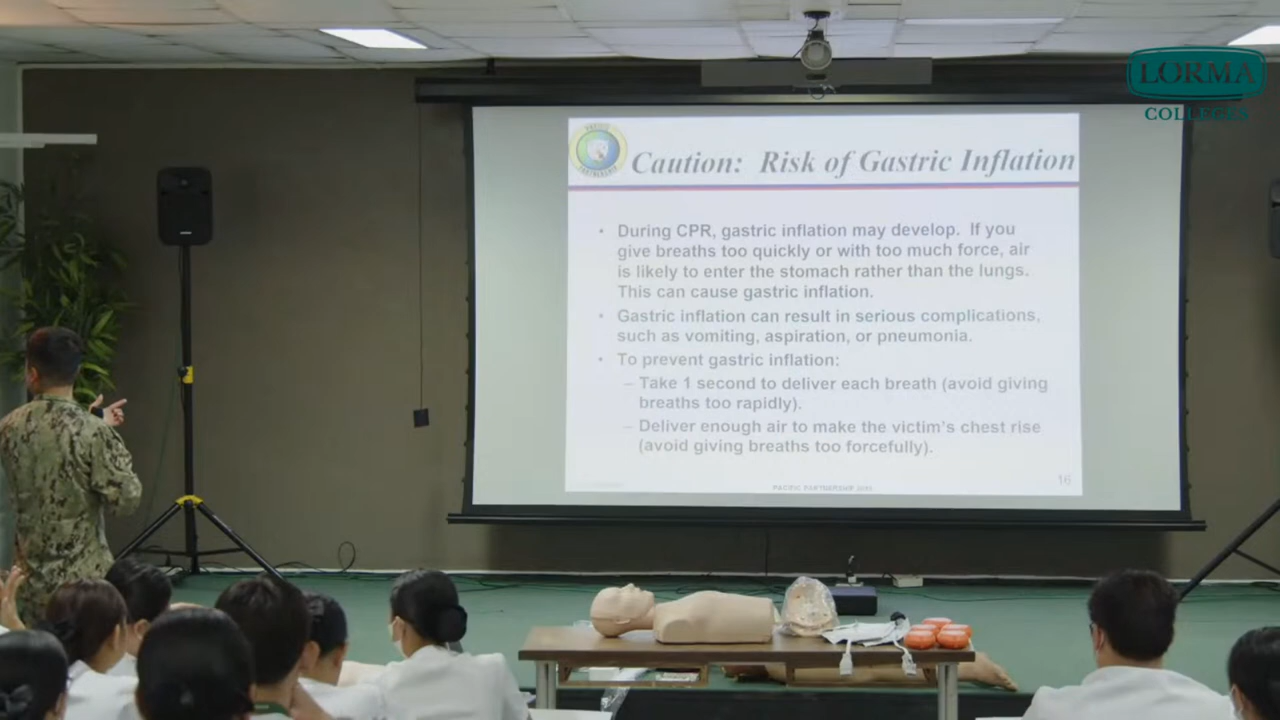 LORMA
COLLEGES
PACIFIC
PARTNERSHIP
Caution: Risk of Gastric Inflation
• During CPR, gastric inflation may develop. If you
give breaths too quickly or with too much force, air
is likely to enter the stomach rather than the lungs.
This can cause gastric inflation.
• Gastric inflation can result in serious complications,
such as vomiting, aspiration, or pneumonia.
• To prevent gastric inflation:
– Take 1 second to deliver each breath (avoid giving
breaths too rapidly).
– Deliver enough air to make the victim's chest rise
(avoid giving breaths too forcefully).
PACIFIC PARTNERSHIP
16